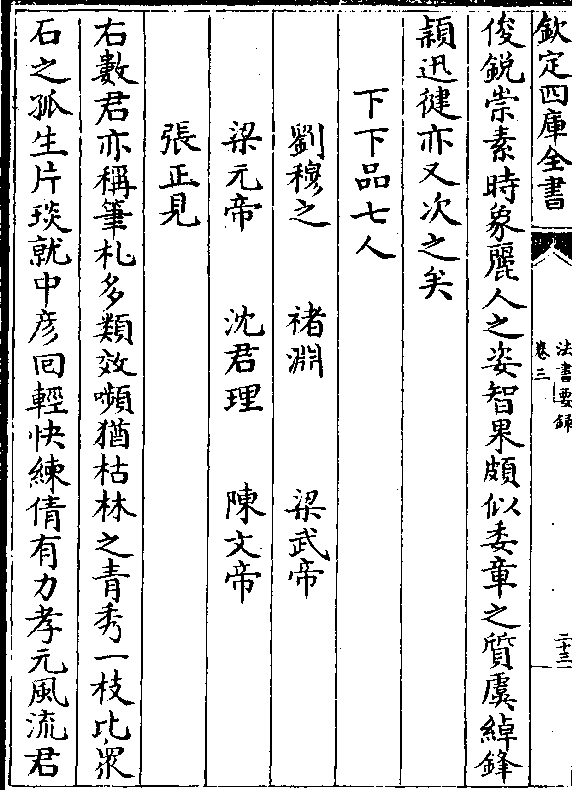 欽定四庫全書
法書要錄
卷三
二十三
俊銳崇素時象麗人之姿智果頗似委章之質虞綽鋒
頴迅健亦又次之矣
下下品七人
劉穆之 褚淵 梁武帝
梁元帝 沈君理 陳文帝
張正見
右數君亦稱筆札多類效嚬猶枯林之青秀一枝比衆
石之孤生片琰就中彦回輕快練倩有力孝元風流君